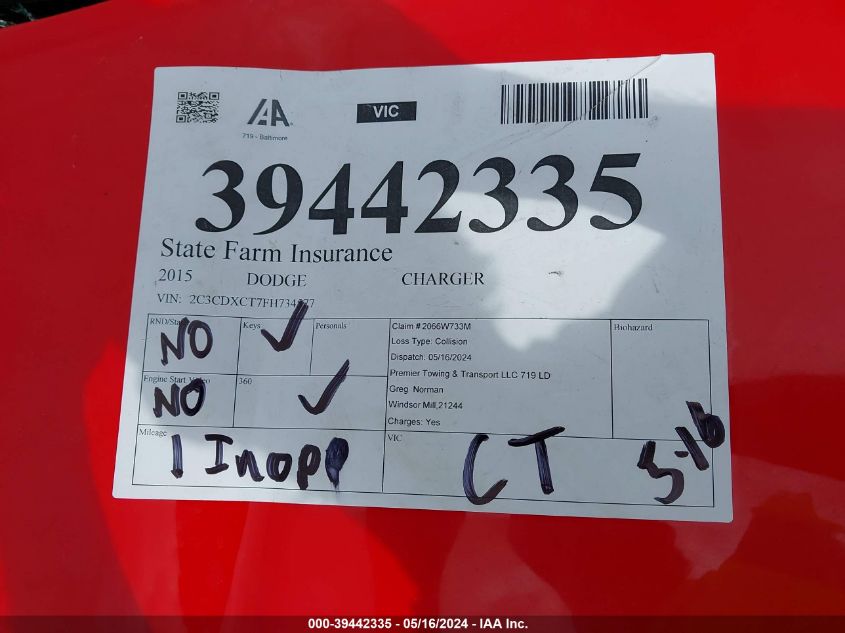 IAA
719 - Baltimore
VIC
39442335
State Farm Insurance
2015 DODGE CHARGER
VIN:
RND/Sta
NO
Keys ✓
Personals
Claim # 2066W733M
Loss Type: Collision
Dispatch: 05/16/2024
Premier Towing & Transport LLC 719 LD
Greg Norman
Windsor Mill,21244
Charges: Yes
Biohazard
Engine Start Video
NO
360 ✓
Mileage
1 Inop
VIC
CT 5-16
000-39442335 - 05/16/2024 - IAA Inc.